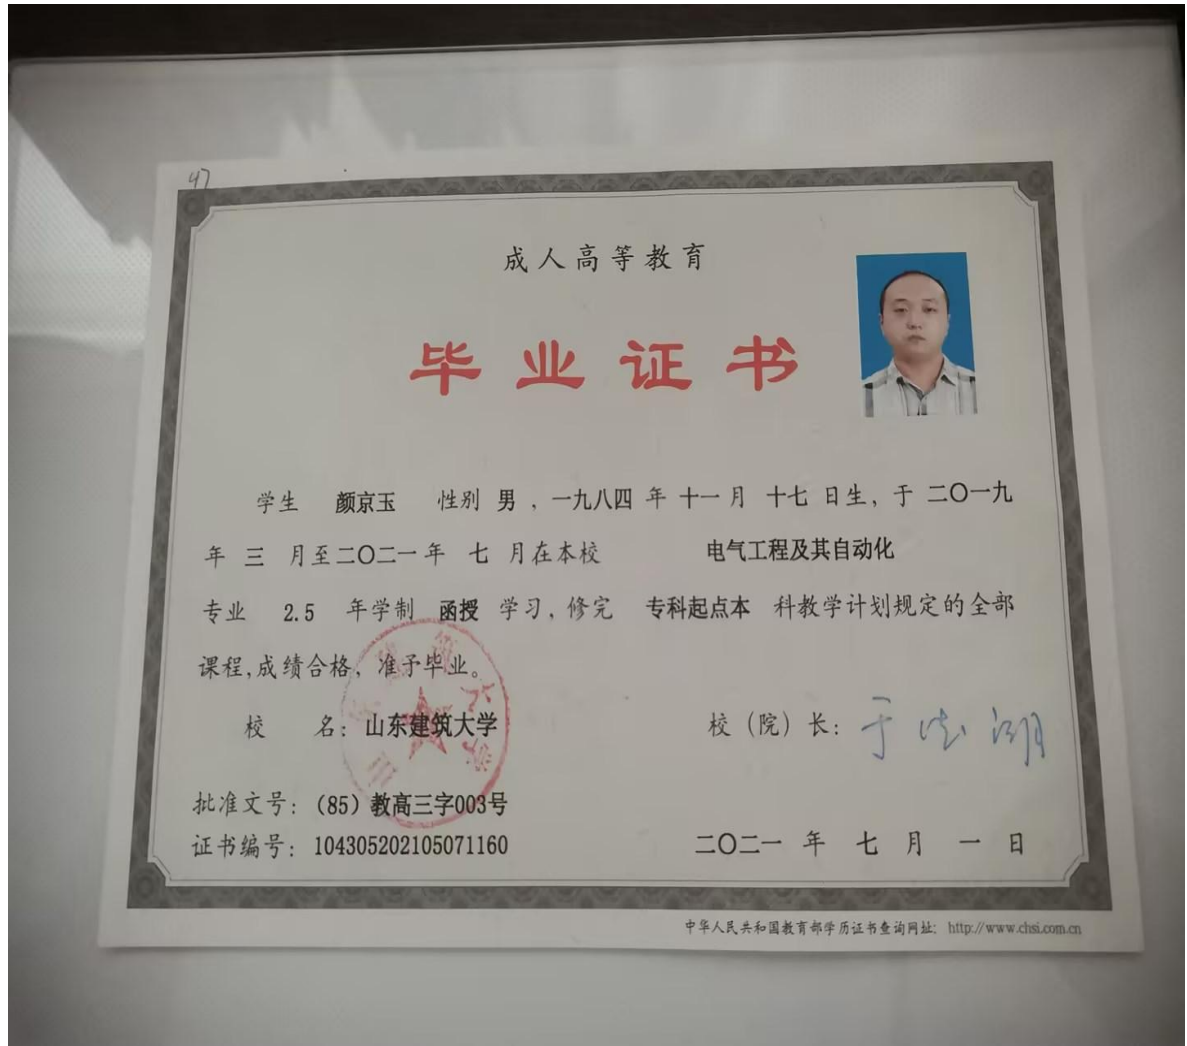 47
成人高等教育
毕业证书
学生 颜京玉 性别 男 , 一九八四 年 十一 月 十七 日生, 于 二〇一九
年 三 月至二〇二一年 七 月在本校 电气工程及其自动化
专业 2.5 年学制 函授 学习, 修完 专科起点本 科教学计划规定的全部
课程,成绩合格, 准予毕业。
校 名: 山东建筑大学 校（院）长:
山东建筑大学
批准文号: （85）教高三字003号
证书编号: 104305202105071160 二〇二一 年 七 月 一 日
中华人民共和国教育部学历证书查询网址: http://www.chsi.com.cn